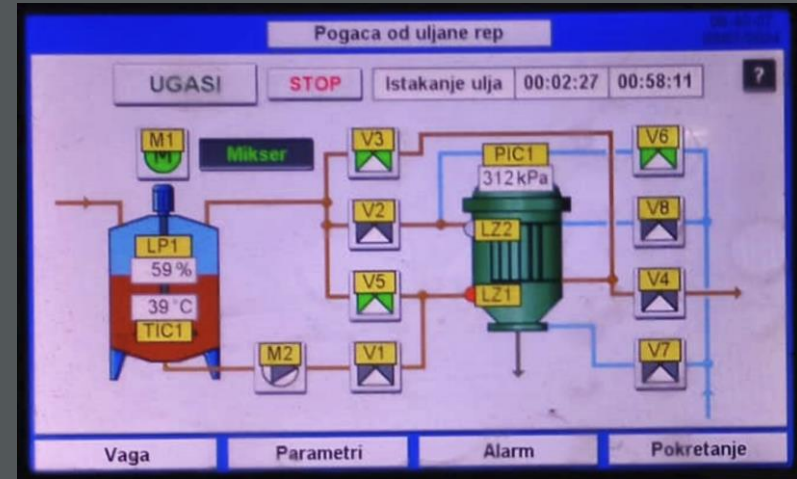 Pogaca od uljane rep
UGASI STOP Istakanje ulja 00:02:27 00:58:11 ?
M1 Mikser V3 PIC1 V6
M
312 kPa
V2 LZ2 V8
LP1
59 %
V5 LZ1 V4
39 °C
TIC1
M2 V1 V7
Vaga Parametri Alarm Pokretanje